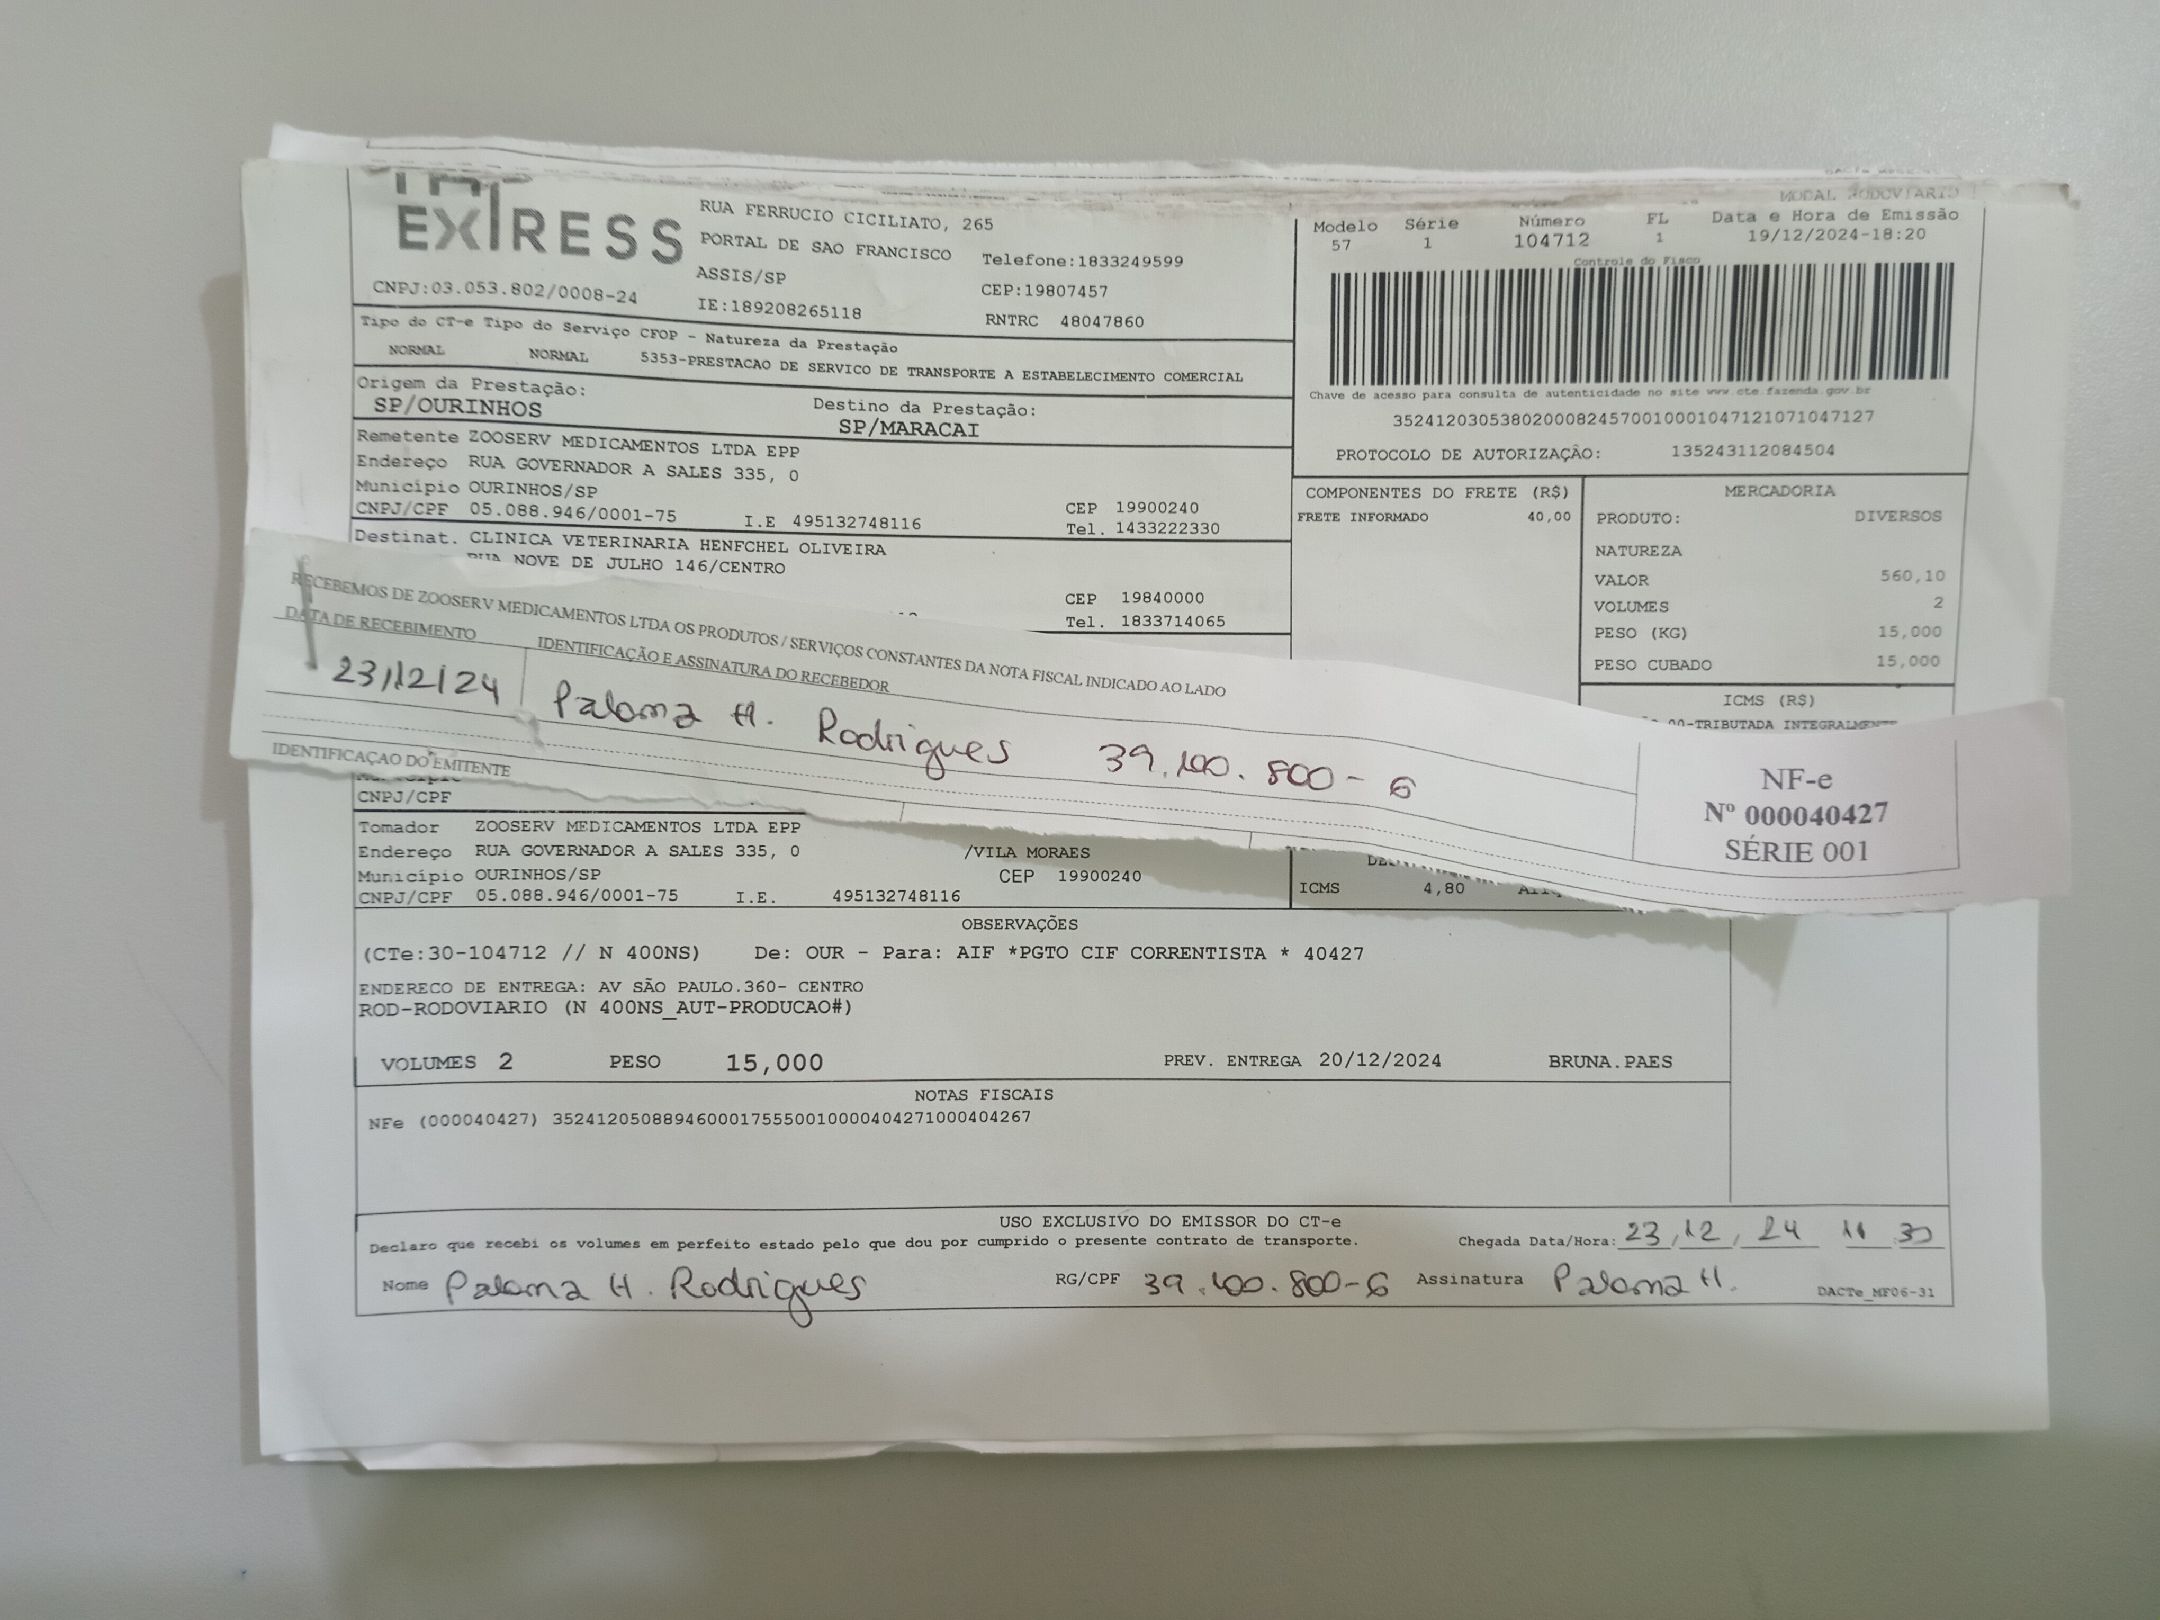 EXTRESS
RUA FERRUCIO CICILIATO, 265
PORTAL DE SAO FRANCISCO
Telefone:1833249599
ASSIS/SP
CEP:19807457
CNPJ:03.053.802/0008-24
IE:189208265118
RNTRC 48047860
MODAL RODOVIARIO
Modelo Série Número FL Data e Hora de Emissão
57 1 104712 1 19/12/2024-18:20
Controle do Fisco
Chave de acesso para consulta de autenticidade no site www.cte.fazenda.gov.br
35241203053802000824570010001047121071047127
PROTOCOLO DE AUTORIZAÇÃO: 135243112084504
Tipo do CT-e Tipo do Serviço CFOP - Natureza da Prestação
NORMAL NORMAL 5353-PRESTACAO DE SERVICO DE TRANSPORTE A ESTABELECIMENTO COMERCIAL
Origem da Prestação:
SP/OURINHOS
Destino da Prestação:
SP/MARACAI
Remetente ZOOSERV MEDICAMENTOS LTDA EPP
Endereço RUA GOVERNADOR A SALES 335, 0
Município OURINHOS/SP
CEP 19900240
CNPJ/CPF 05.088.946/0001-75 I.E 495132748116
Tel. 1433222330
Destinat. CLINICA VETERINARIA HENFCHEL OLIVEIRA
RUA NOVE DE JULHO 146/CENTRO
CEP 19840000
Tel. 1833714065
COMPONENTES DO FRETE (R$)
FRETE INFORMADO 40,00
MERCADORIA
PRODUTO: DIVERSOS
NATUREZA
VALOR 560,10
VOLUMES 2
PESO (KG) 15,000
PESO CUBADO 15,000
ICMS (R$)
00-TRIBUTADA INTEGRALMENTE
RECEBEMOS DE ZOOSERV MEDICAMENTOS LTDA OS PRODUTOS / SERVIÇOS CONSTANTES DA NOTA FISCAL INDICADO AO LADO
DATA DE RECEBIMENTO IDENTIFICAÇÃO E ASSINATURA DO RECEBEDOR
23/12/24 Paloma H. Rodrigues 39.100.800-6
IDENTIFICAÇAO DO EMITENTE
NF-e
Nº 000040427
SÉRIE 001
CNPJ/CPF
Tomador ZOOSERV MEDICAMENTOS LTDA EPP
Endereço RUA GOVERNADOR A SALES 335, 0 /VILA MORAES
Município OURINHOS/SP CEP 19900240
CNPJ/CPF 05.088.946/0001-75 I.E. 495132748116
ICMS 4,80
OBSERVAÇÕES
(CTe:30-104712 // N 400NS) De: OUR - Para: AIF *PGTO CIF CORRENTISTA * 40427
ENDERECO DE ENTREGA: AV SÃO PAULO.360- CENTRO
ROD-RODOVIARIO (N 400NS_AUT-PRODUCAO#)
VOLUMES 2 PESO 15,000 PREV. ENTREGA 20/12/2024 BRUNA.PAES
NOTAS FISCAIS
NFe (000040427) 35241205088946000175550010000404271000404267
USO EXCLUSIVO DO EMISSOR DO CT-e
Declaro que recebi os volumes em perfeito estado pelo que dou por cumprido o presente contrato de transporte.
Chegada Data/Hora: 23/12/24 11 30
Nome Paloma H. Rodrigues RG/CPF 39.100.800-6 Assinatura Paloma H.
DACTe_MF06-31